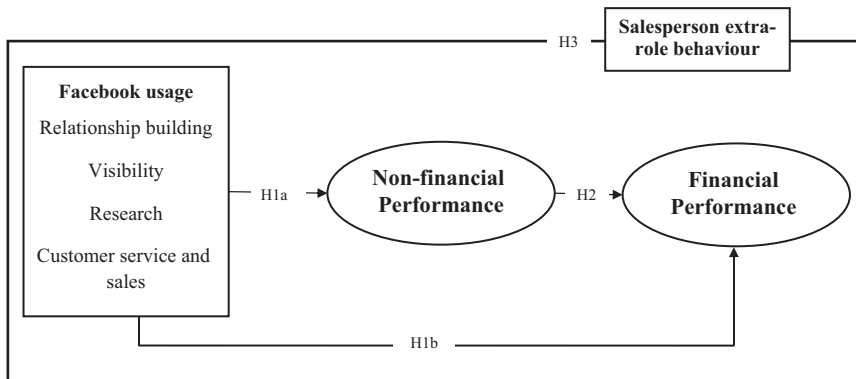 Salesperson extra-
role behaviour
H3
Facebook usage
Relationship building
Visibility
Research
Customer service and
sales
H1a
Non-financial
Performance
H2
Financial
Performance
H1b